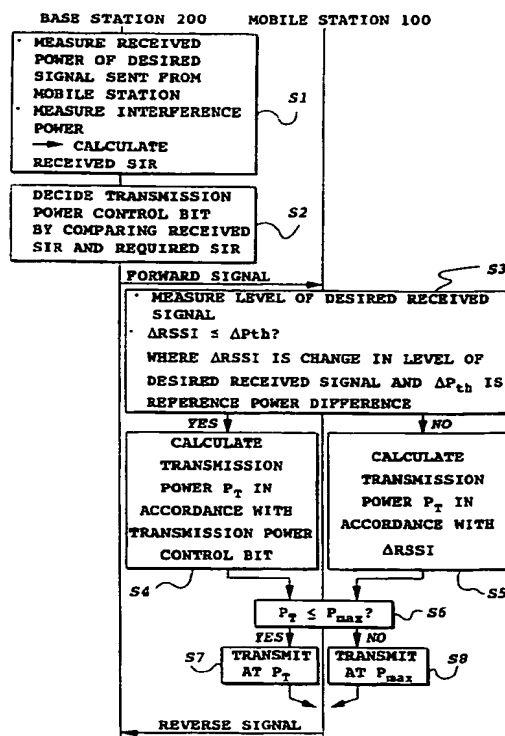 BASE STATION 200
MOBILE STATION 100
· MEASURE RECEIVED
POWER OF DESIRED
SIGNAL SENT FROM
MOBILE STATION
· MEASURE INTERFERENCE
POWER
→ CALCULATE
RECEIVED SIR
S1
DECIDE TRANSMISSION
POWER CONTROL BIT
BY COMPARING RECEIVED
SIR AND REQUIRED SIR
S2
FORWARD SIGNAL
S3
· MEASURE LEVEL OF DESIRED RECEIVED
SIGNAL
· ΔRSSI ≤ ΔPth?
WHERE ΔRSSI IS CHANGE IN LEVEL OF
DESIRED RECEIVED SIGNAL AND ΔPth IS
REFERENCE POWER DIFFERENCE
YES
NO
CALCULATE
TRANSMISSION
POWER PT IN
ACCORDANCE WITH
TRANSMISSION POWER
CONTROL BIT
S4
CALCULATE
TRANSMISSION
POWER PT IN
ACCORDANCE WITH
ΔRSSI
S5
PT ≤ Pmax?
S6
YES
NO
S7
TRANSMIT
AT PT
TRANSMIT
AT Pmax
S8
REVERSE SIGNAL